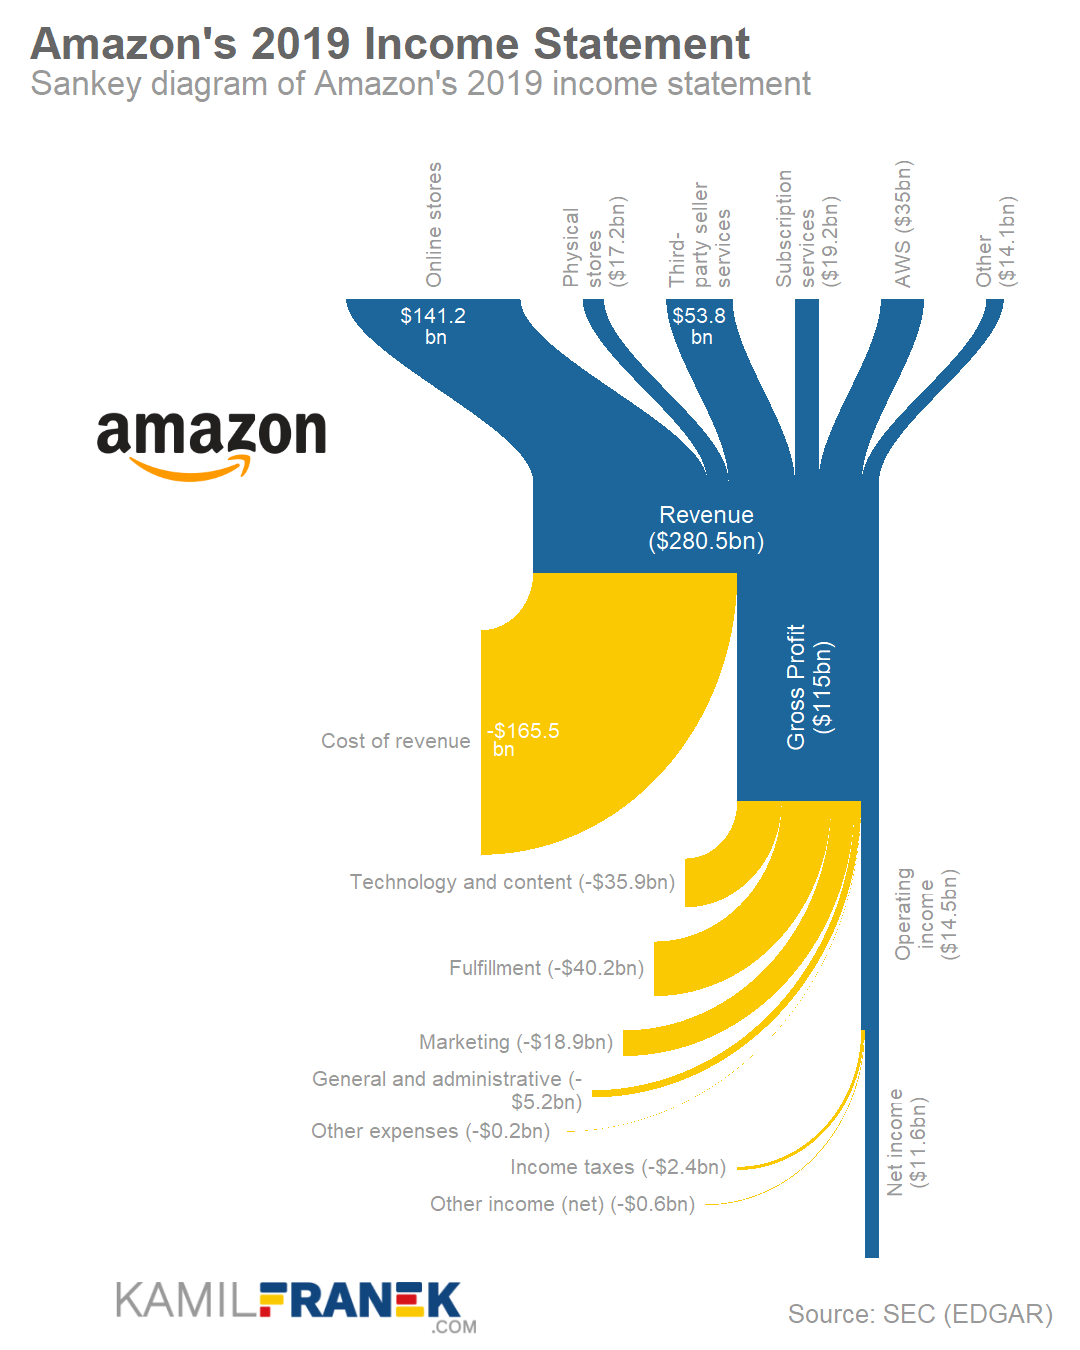 Amazon's 2019 Income Statement
Sankey diagram of Amazon's 2019 income statement
Online stores
Physical
stores
($17.2bn)
Third-
party seller
services
Subscription
services
($19.2bn)
AWS ($35bn)
Other
($14.1bn)
$141.2
bn
$53.8
bn
amazon
Revenue
($280.5bn)
Gross Profit
($115bn)
Cost of revenue
-$165.5
bn
Technology and content (-$35.9bn)
Operating
income
($14.5bn)
Fulfillment (-$40.2bn)
Marketing (-$18.9bn)
General and administrative (-
$5.2bn)
Other expenses (-$0.2bn)
Net income
($11.6bn)
Income taxes (-$2.4bn)
Other income (net) (-$0.6bn)
KAMILFRANEK
.COM
Source: SEC (EDGAR)